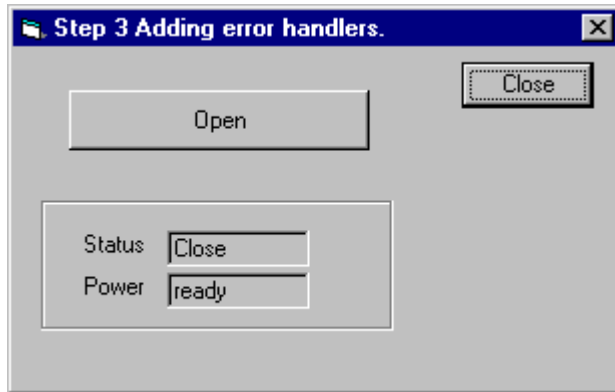 Step 3 Adding error handlers.
Close
Open
Status Close
Power ready